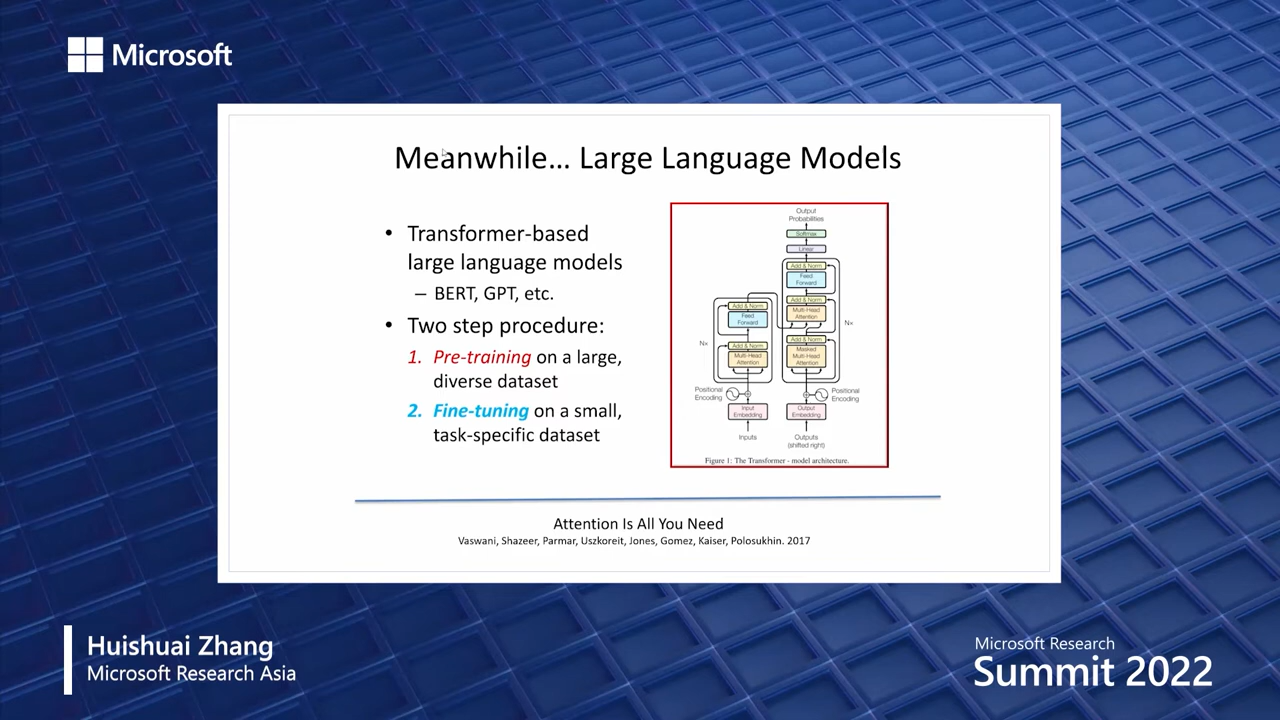 Microsoft
Meanwhile... Large Language Models
• Transformer-based
large language models
– BERT, GPT, etc.
• Two step procedure:
1. Pre-training on a large,
diverse dataset
2. Fine-tuning on a small,
task-specific dataset
Output
Probabilities
Softmax
Linear
Add & Norm
Feed
Forward
Add & Norm
Multi-Head
Attention
Add & Norm
Masked
Multi-Head
Attention
Nx
Add & Norm
Feed
Forward
Add & Norm
Multi-Head
Attention
Nx
Positional
Encoding
Positional
Encoding
Input
Embedding
Output
Embedding
Inputs
Outputs
(shifted right)
Figure 1: The Transformer - model architecture.
Attention Is All You Need
Vaswani, Shazeer, Parmar, Uszkoreit, Jones, Gomez, Kaiser, Polosukhin. 2017
Huishuai Zhang
Microsoft Research Asia
Microsoft Research
Summit 2022